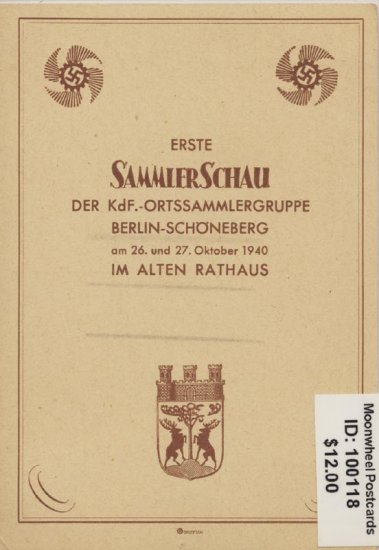 ERSTE
SAMMLERSCHAU
DER KdF.-ORTSSAMMLERGRUPPE
BERLIN-SCHÖNEBERG
am 26. und 27. Oktober 1940
IM ALTEN RATHAUS
Moonwheel Postcards
ID: 100118
$12.00